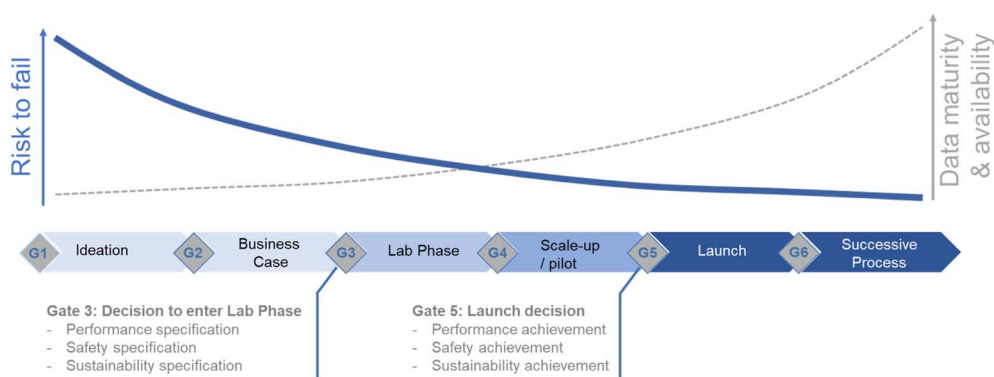 Risk to fail
Data maturity
& availability
G1
Ideation
G2
Business
Case
G3
Lab Phase
G4
Scale-up
/ pilot
G5
Launch
G6
Successive
Process
Gate 3: Decision to enter Lab Phase
- Performance specification
- Safety specification
- Sustainability specification
Gate 5: Launch decision
- Performance achievement
- Safety achievement
- Sustainability achievement